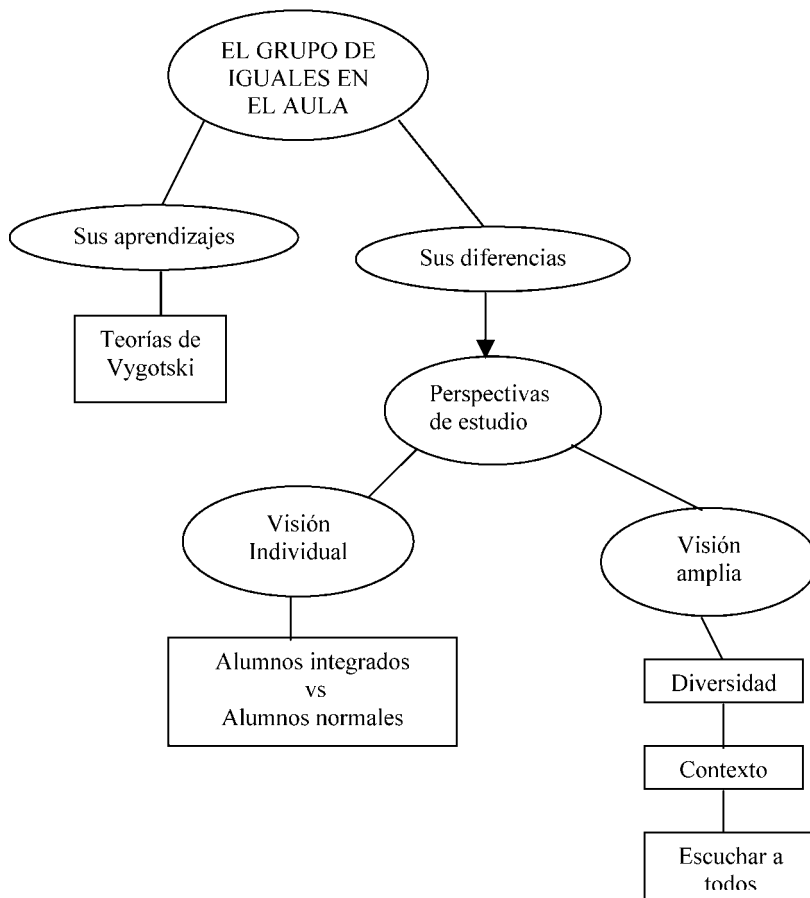 EL GRUPO DE
IGUALES EN
EL AULA
Sus aprendizajes
Sus diferencias
Teorías de
Vygotski
Perspectivas
de estudio
Visión
Individual
Visión
amplia
Alumnos integrados
vs
Alumnos normales
Diversidad
Contexto
Escuchar a
todos